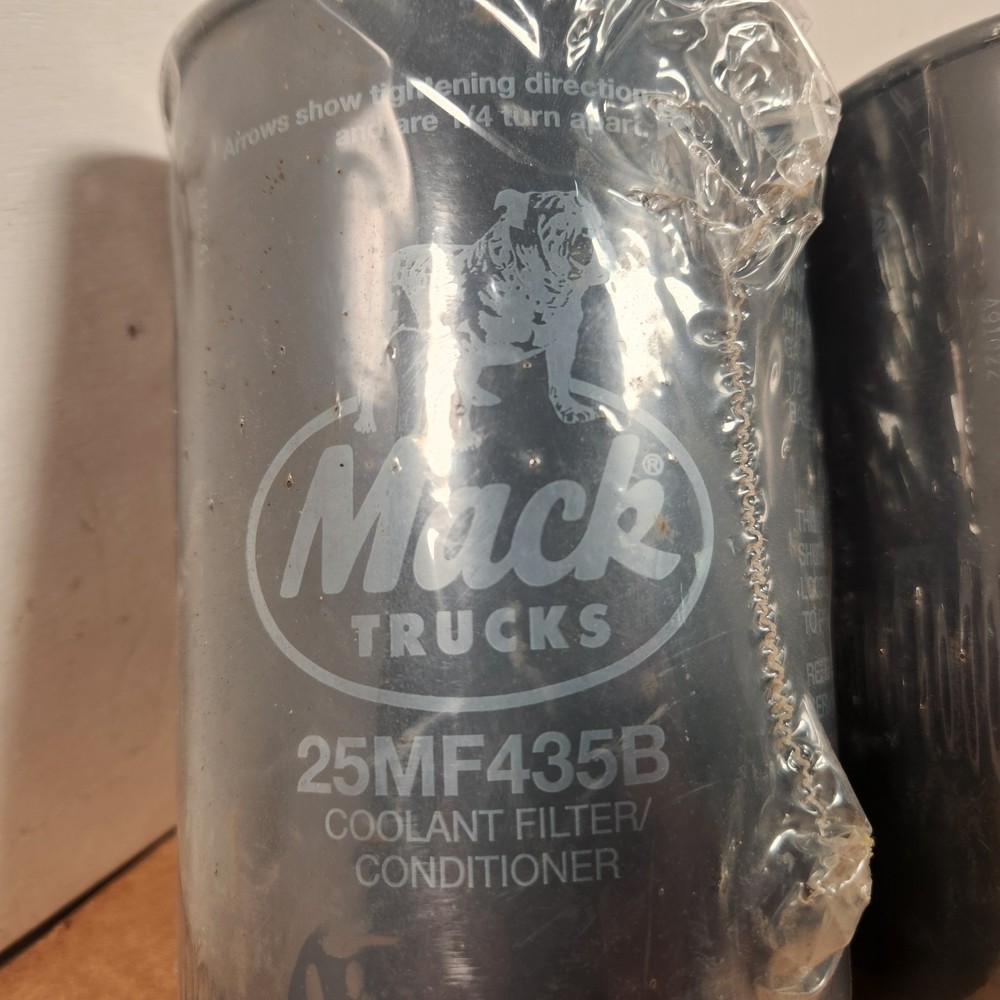 Arrows show tightening direction
and are 1/4 turn apart.
Mack®
TRUCKS
25MF435B
COOLANT FILTER/
CONDITIONER